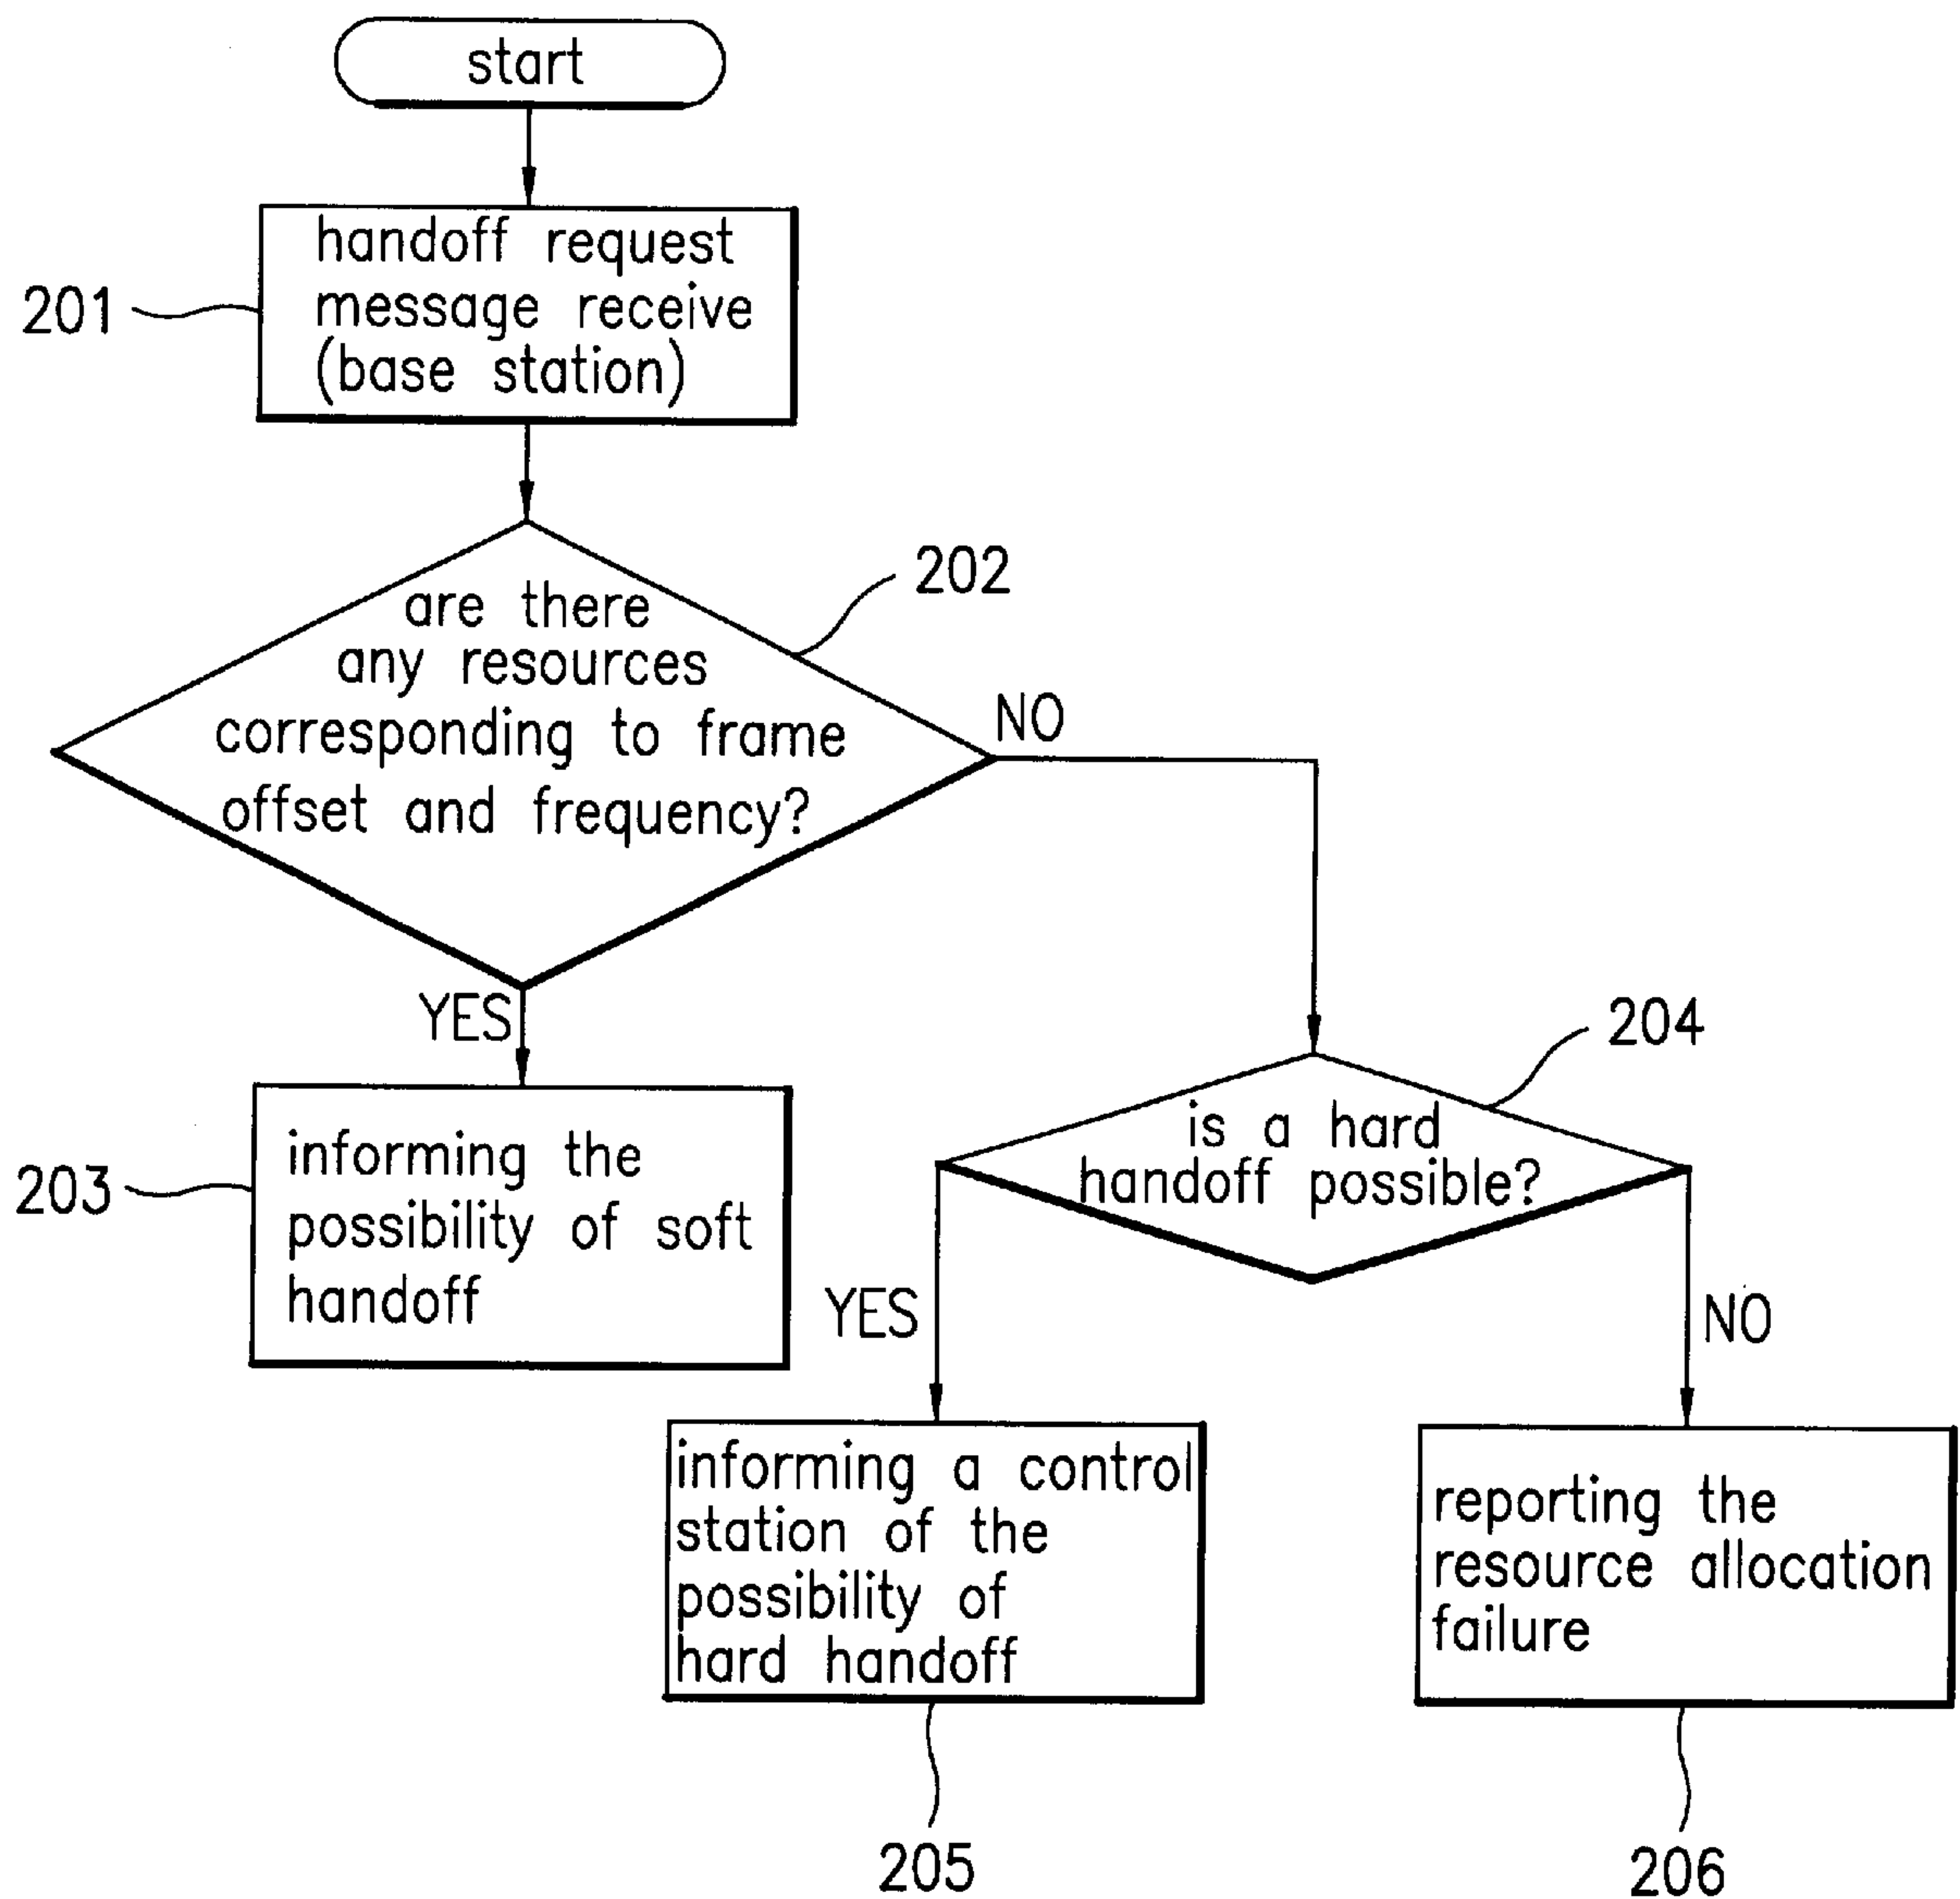 start
201
handoff request
message receive
(base station)
202
are there
any resources
corresponding to frame
offset and frequency?
NO
YES
203
informing the
possibility of soft
handoff
204
is a hard
handoff possible?
YES
NO
informing a control
station of the
possibility of
hard handoff
205
reporting the
resource allocation
failure
206